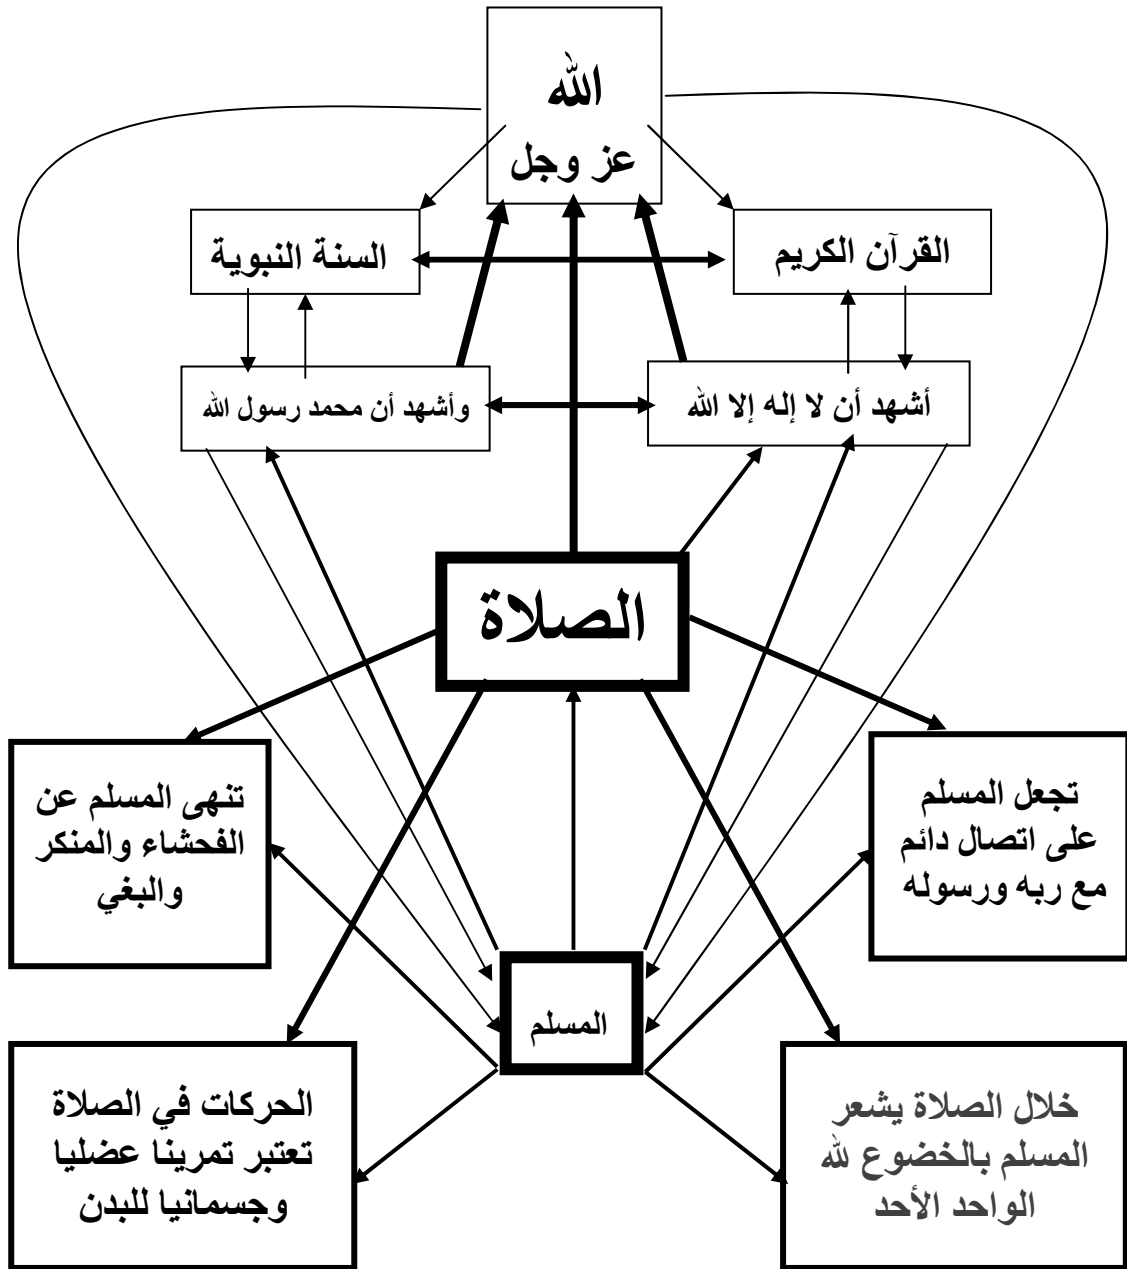 الله
عز وجل
القرآن الكريم
السنة النبوية
أشهد أن لا إله إلا الله
وأشهد أن محمد رسول الله
الصلاة
تجعل المسلم
على اتصال دائم
مع ربه ورسوله
تنهى المسلم عن
الفحشاء والمنكر
والبغي
المسلم
خلال الصلاة يشعر
المسلم بالخضوع لله
الواحد الأحد
الحركات في الصلاة
تعتبر تمرينا عضليا
وجسمانيا للبدن